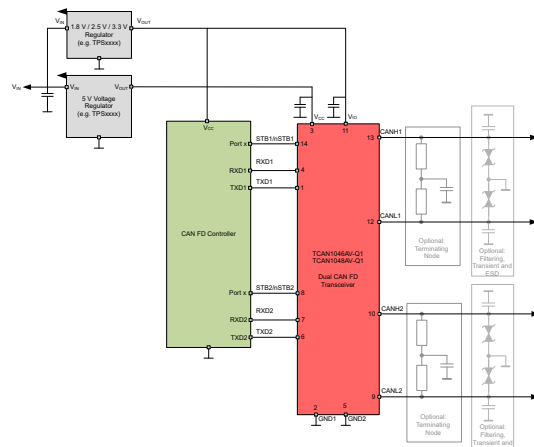 VIN
1.8 V / 2.5 V / 3.3 V
Regulator
(e.g. TPSxxxx)
VOUT
VIN
VIN
5 V Voltage
Regulator
(e.g. TPSxxxx)
VOUT
VCC
VIO
3
11
VCC
Port x
STB1/nSTB1
14
RXD1
RXD1
4
TXD1
TXD1
1
CAN FD Controller
TCAN1046AV-Q1
TCAN1048AV-Q1
Dual CAN FD
Transceiver
Port x
STB2/nSTB2
8
RXD2
RXD2
7
TXD2
TXD2
6
2
GND1
5
GND2
13
CANH1
12
CANL1
Optional:
Terminating
Node
Optional:
Filtering,
Transient and
ESD
10
CANH2
9
CANL2
Optional:
Terminating
Node
Optional:
Filtering,
Transient and